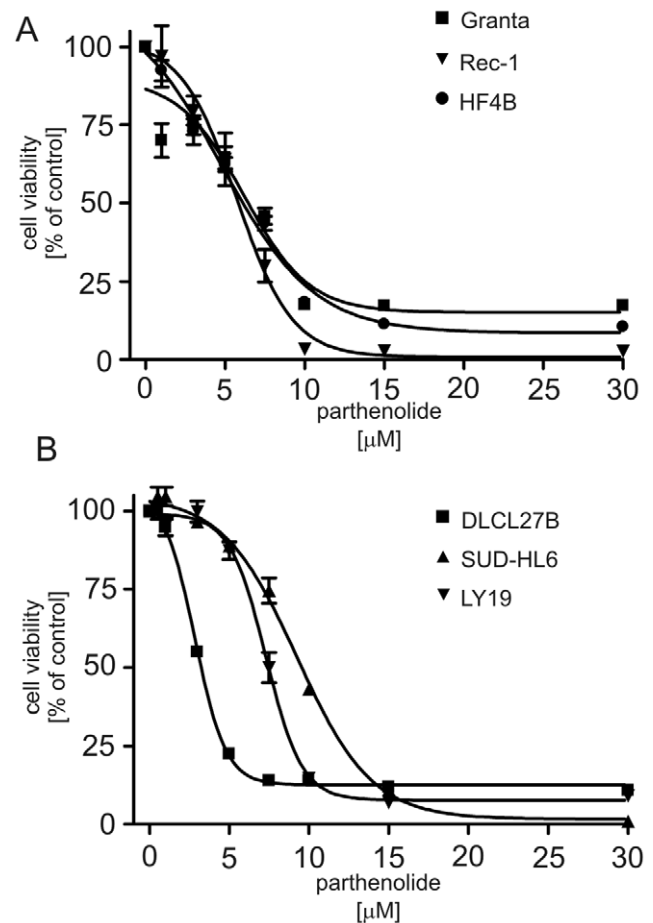 A
Granta
Rec-1
HF4B
cell viability
[% of control]
100
75
50
25
0
0 5 10 15 20 25 30
parthenolide
[µM]
B
DLCL27B
SUD-HL6
LY19
cell viability
[% of control]
100
75
50
25
0
0 5 10 15 20 25 30
parthenolide
[µM]